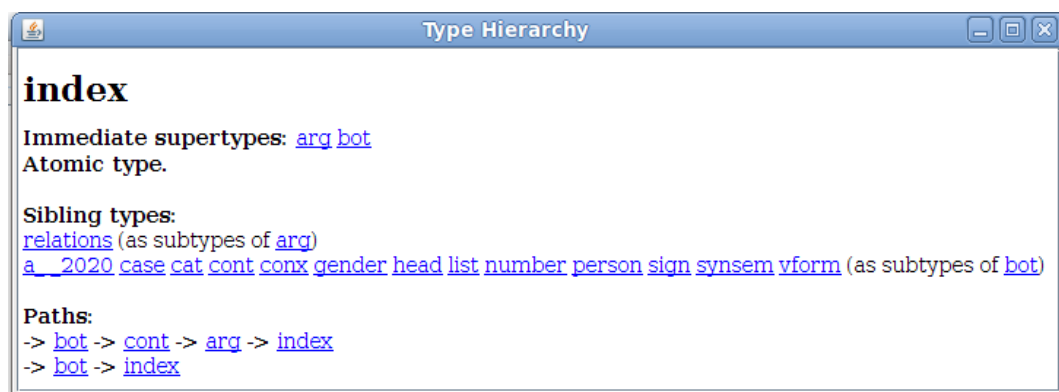 Type Hierarchy
index
Immediate supertypes: arg bot
Atomic type.
Sibling types:
relations (as subtypes of arg)
a__2020 case cat cont conx gender head list number person sign synsem vform (as subtypes of bot)
Paths:
-> bot -> cont -> arg -> index
-> bot -> index